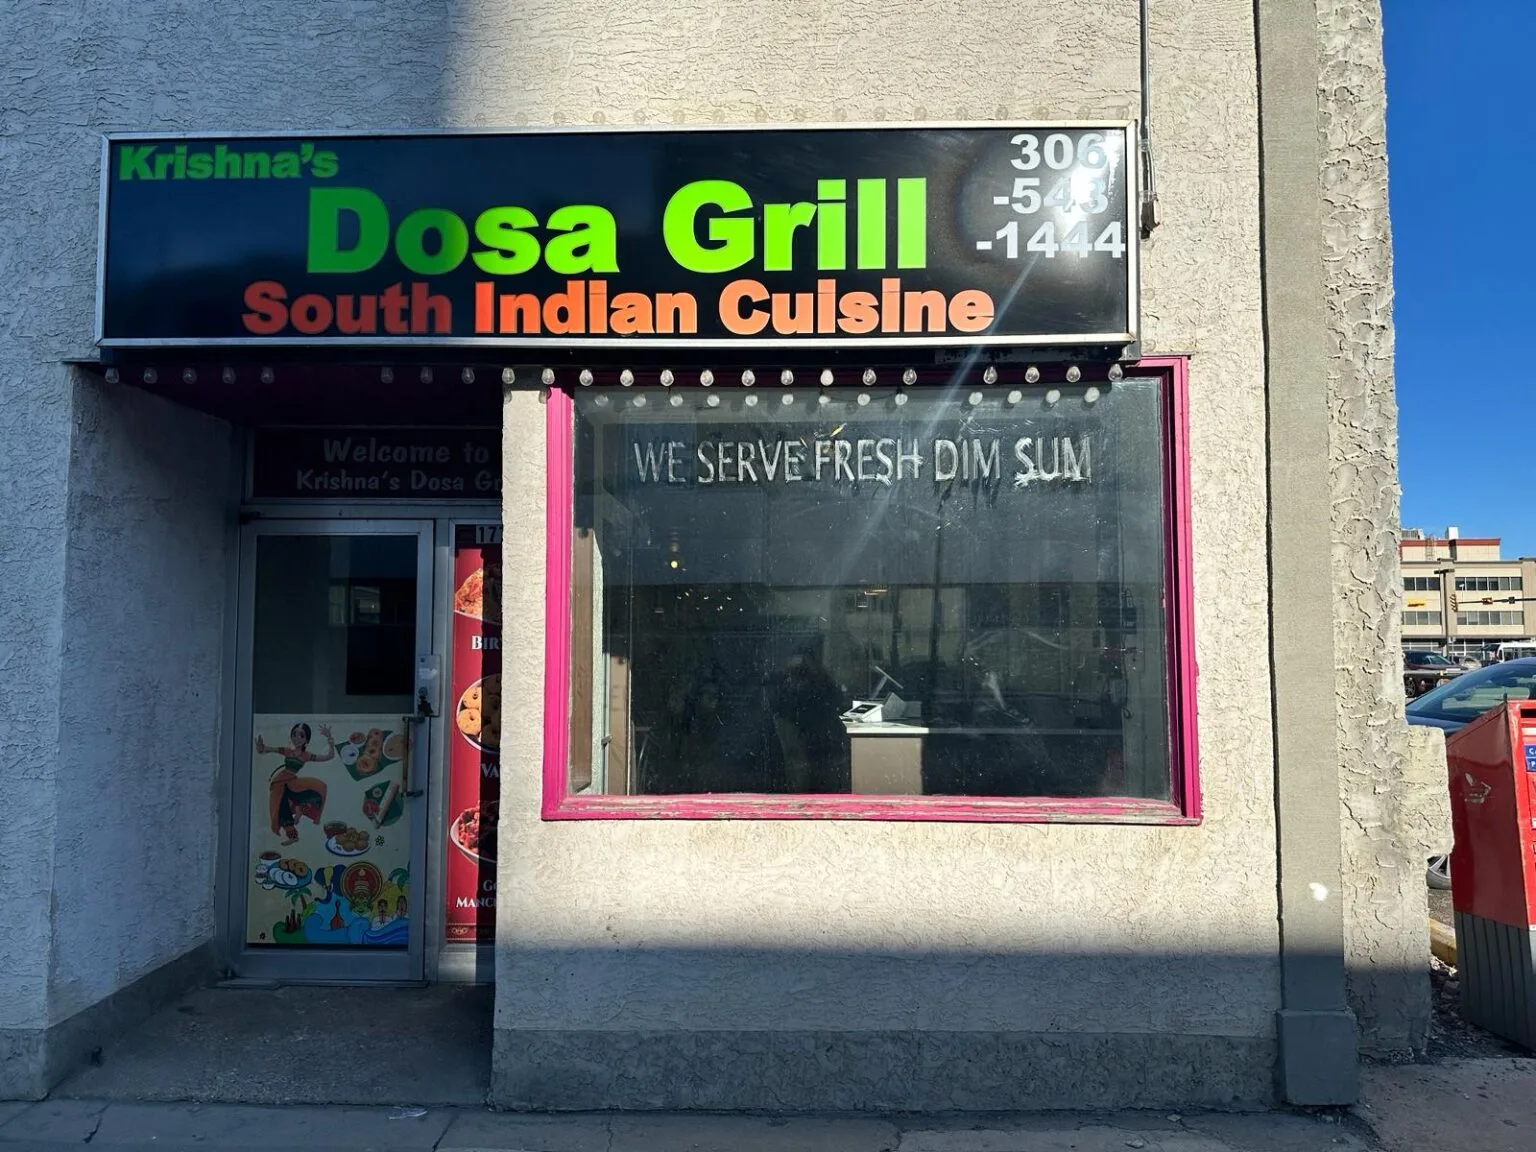 Krishna's
Dosa Grill
South Indian Cuisine
306
-543
-1444
Welcome to
Krishna's Dosa
WE SERVE FRESH DIM SUM